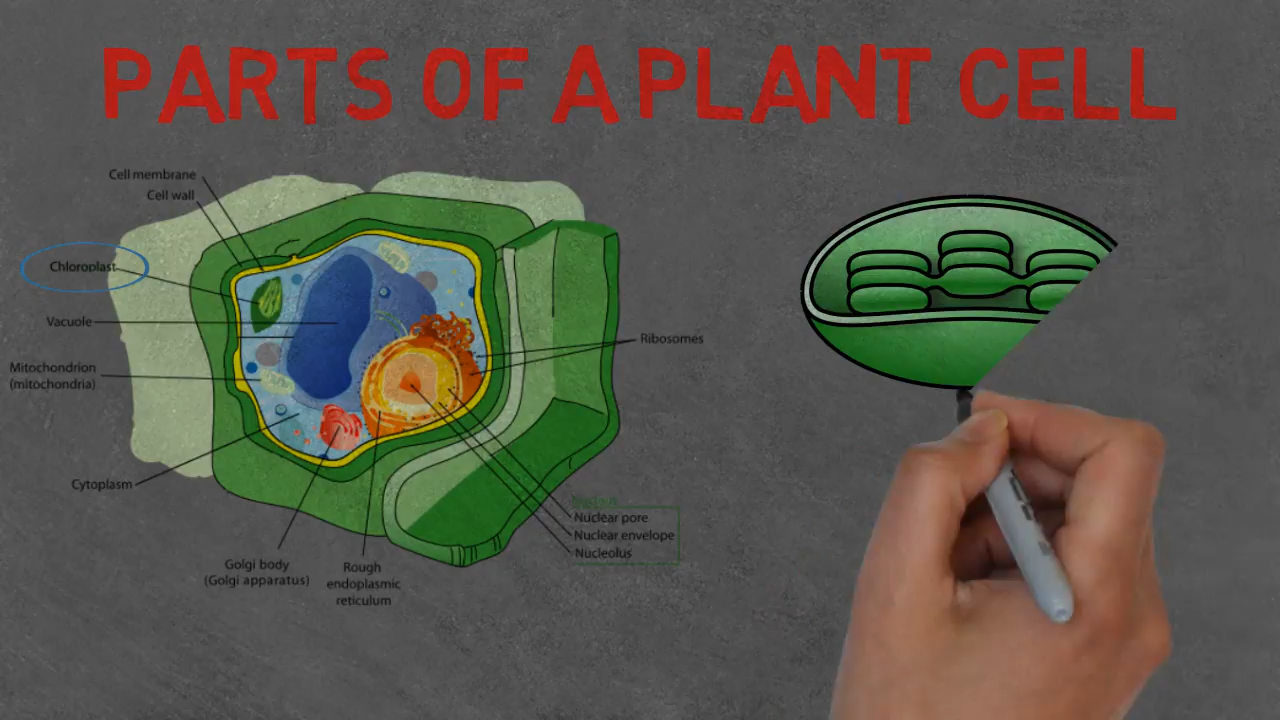 PARTS OF A PLANT CELL
Cell membrane
Cell wall
Chloroplast
Vacuole
Mitochondrion
(mitochondria)
Cytoplasm
Golgi body
(Golgi apparatus)
Rough
endoplasmic
reticulum
Ribosomes
Nucleus
Nuclear pore
Nuclear envelope
Nucleolus